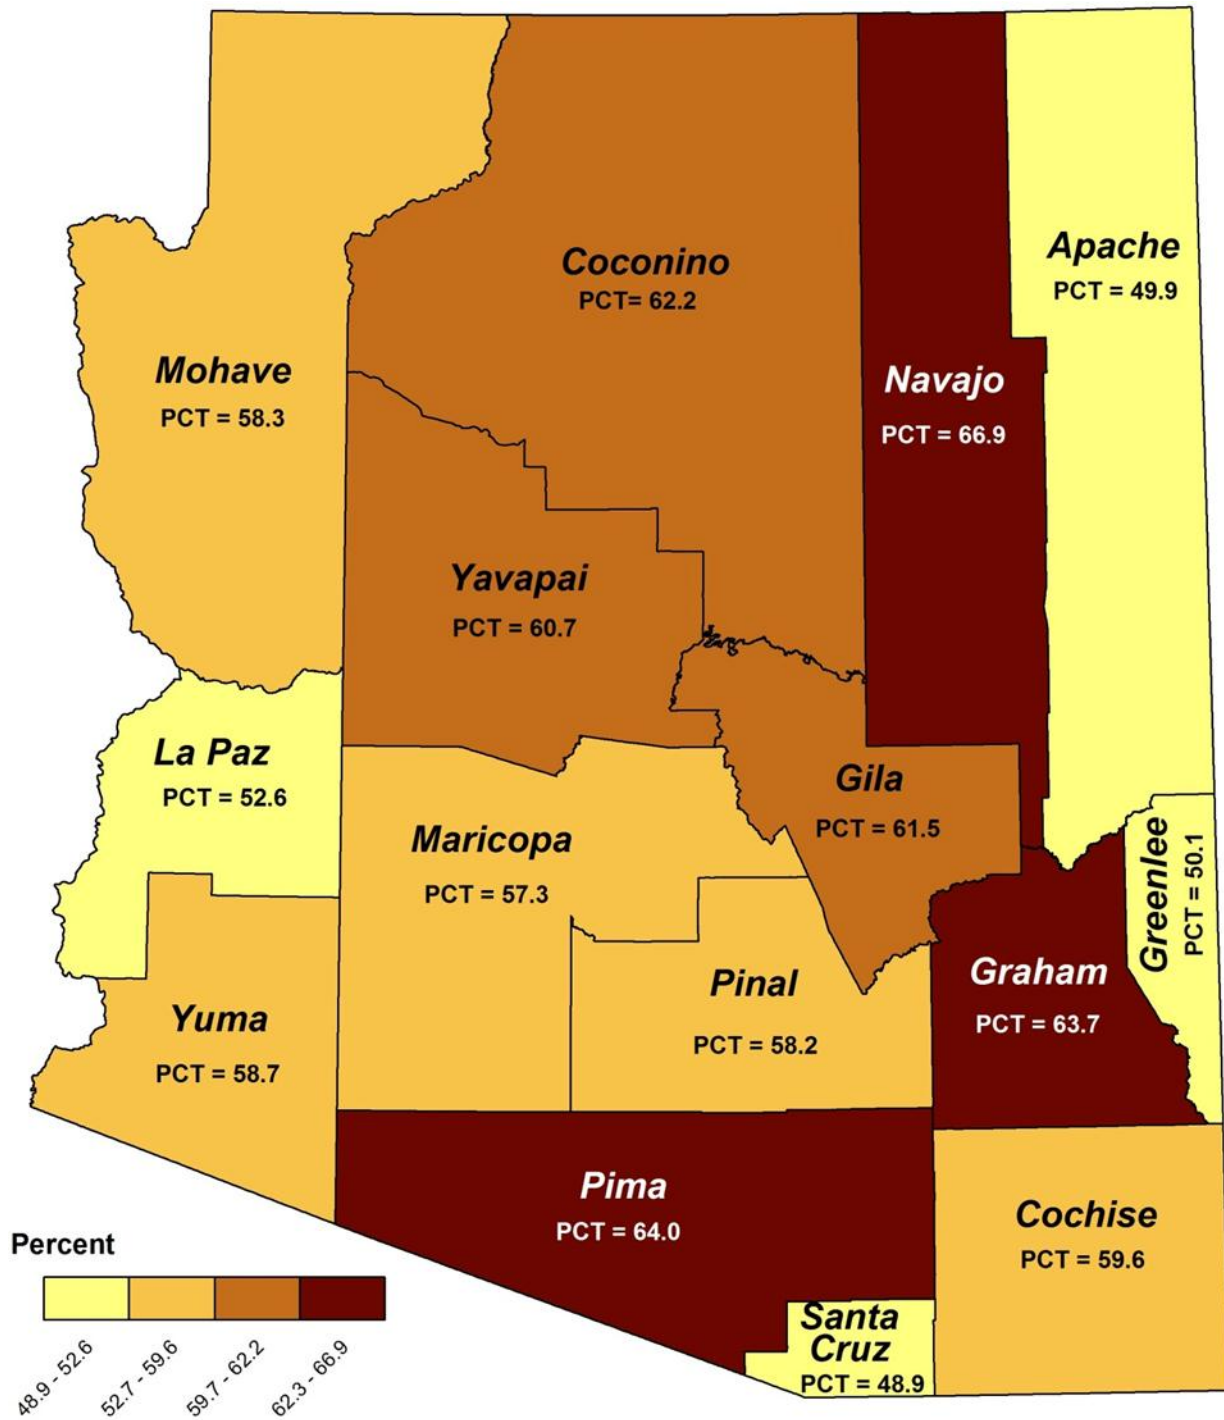 Coconino
PCT= 62.2
Apache
PCT = 49.9
Mohave
PCT = 58.3
Navajo
PCT = 66.9
Yavapai
PCT = 60.7
La Paz
PCT = 52.6
Gila
PCT = 61.5
Maricopa
PCT = 57.3
Greenlee
PCT = 50.1
Graham
PCT = 63.7
Pinal
PCT = 58.2
Yuma
PCT = 58.7
Pima
PCT = 64.0
Cochise
PCT = 59.6
Santa
Cruz
PCT = 48.9
Percent
48.9 - 52.6
52.7 - 59.6
59.7 - 62.2
62.3 - 66.9